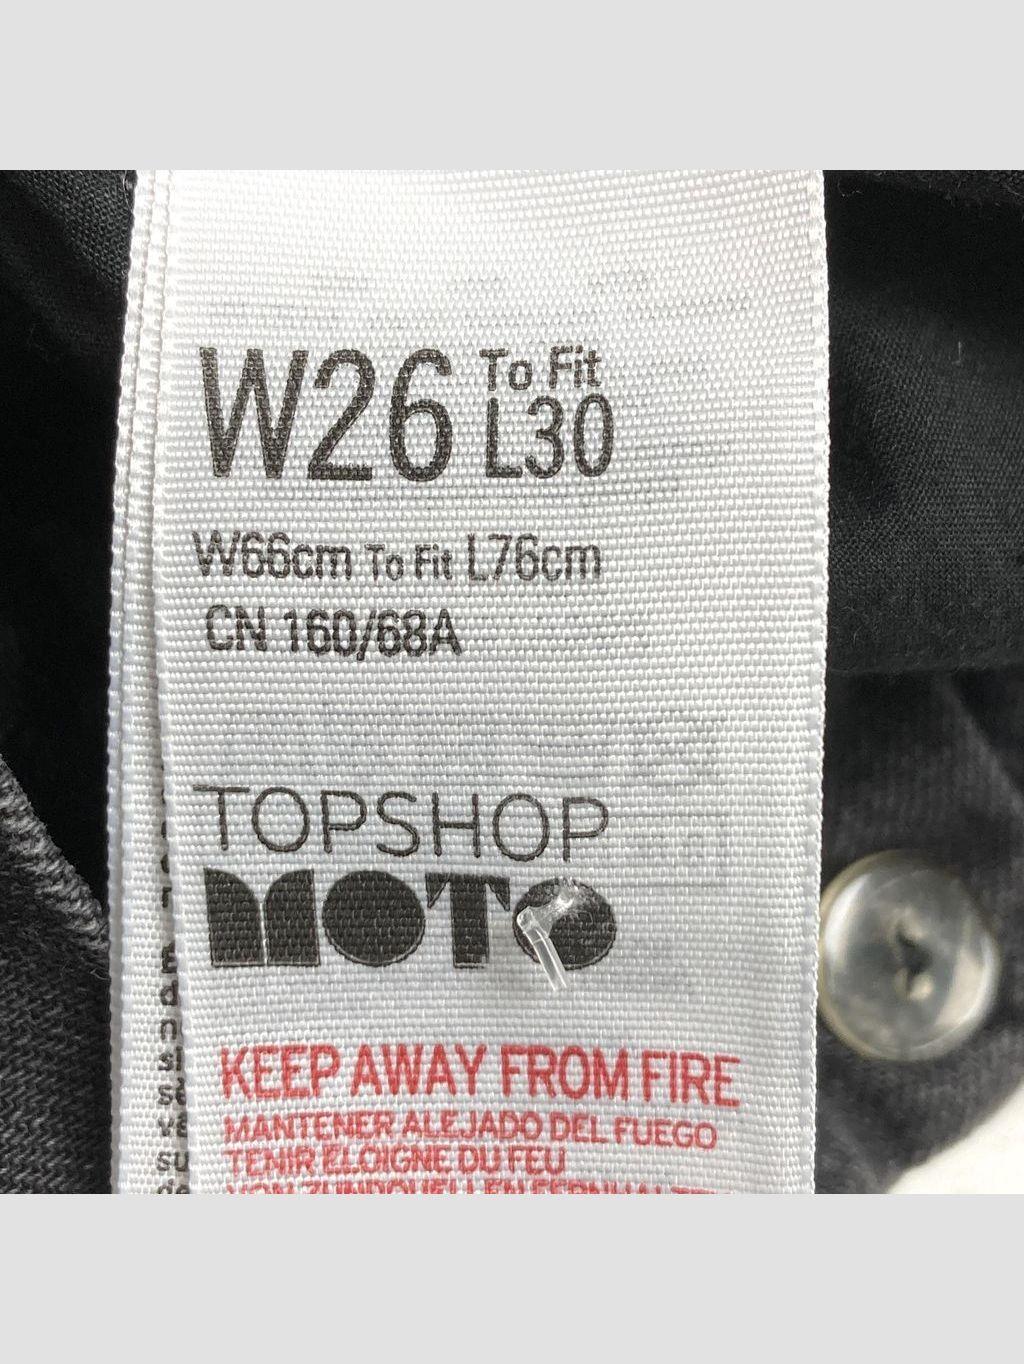 W26 To Fit L30
W66cm To Fit L76cm
CN 160/68A
TOPSHOP
MOTO
KEEP AWAY FROM FIRE
MANTENER ALEJADO DEL FUEGO
TENIR ELOIGNE DU FEU